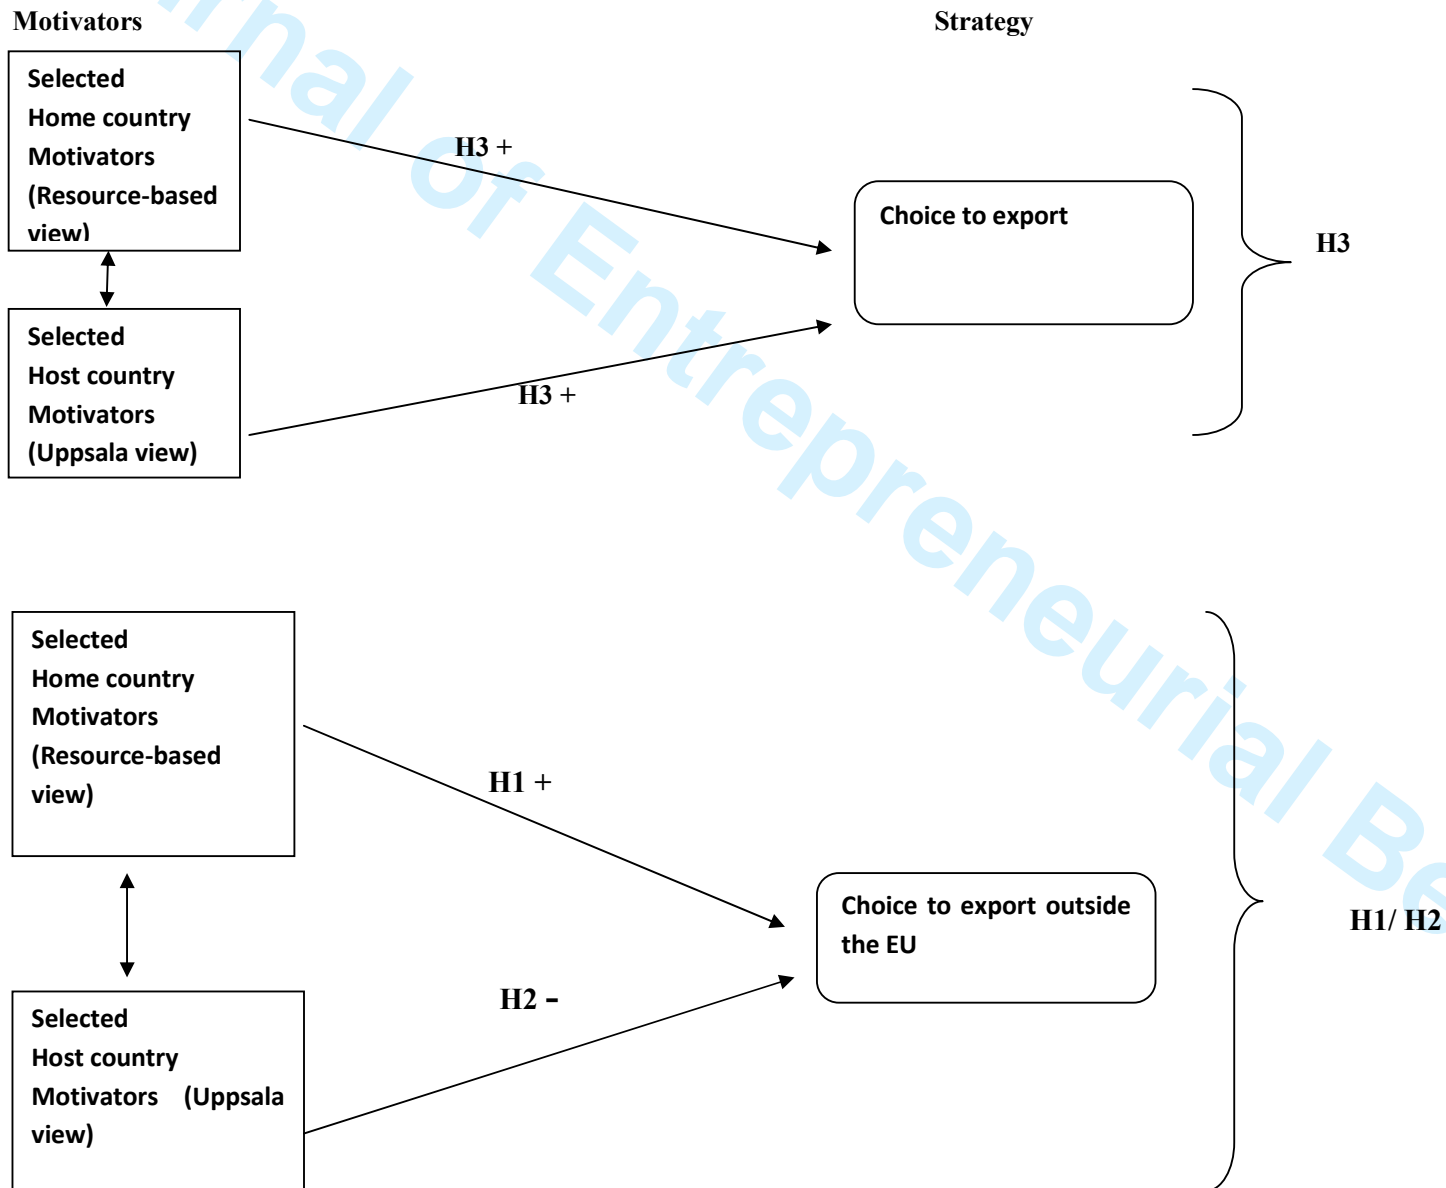 Motivators
Strategy
Selected
Home country
Motivators
(Resource-based
view)
H3 +
Choice to export
H3
Selected
Host country
Motivators
(Uppsala view)
H3 +
Selected
Home country
Motivators
(Resource-based
view)
H1 +
Choice to export outside
the EU
H1/ H2
H2 -
Selected
Host country
Motivators (Uppsala
view)
of Entrepreneurial